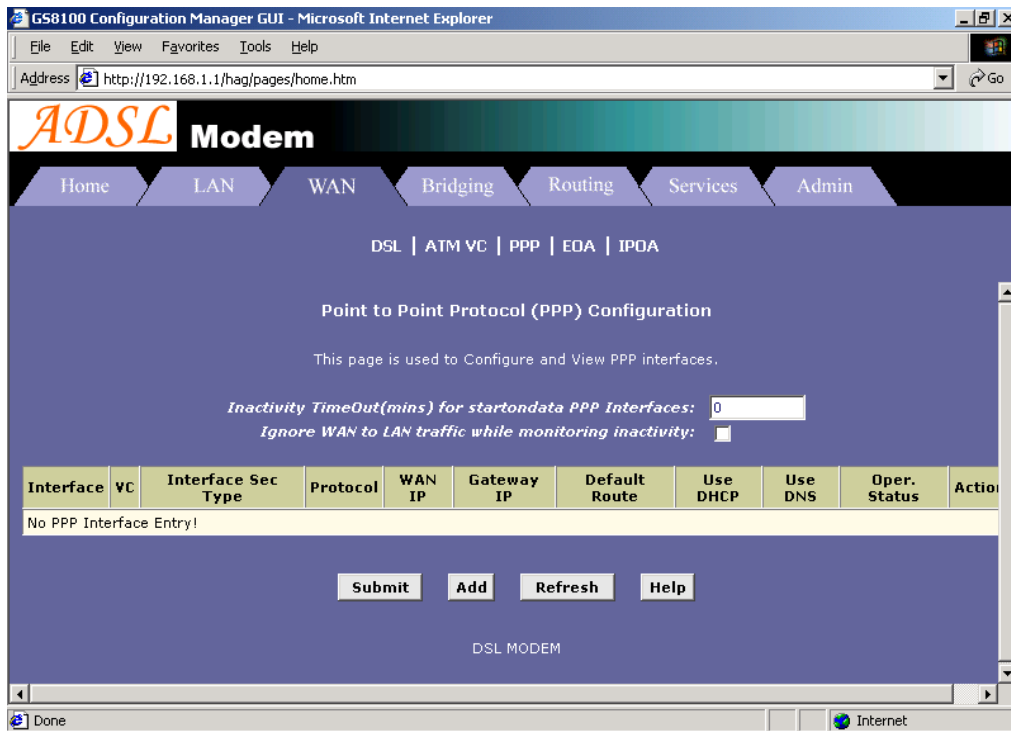 GS8100 Configuration Manager GUI - Microsoft Internet Explorer
File Edit View Favorites Tools Help
Address http://192.168.1.1/hag/pages/home.htm Go
ADSL Modem
Home LAN WAN Bridging Routing Services Admin
DSL | ATM VC | PPP | EOA | IPOA
Point to Point Protocol (PPP) Configuration
This page is used to Configure and View PPP interfaces.
Inactivity TimeOut(mins) for startondata PPP Interfaces: 0
Ignore WAN to LAN traffic while monitoring inactivity:
Interface VC Interface Sec Type Protocol WAN IP Gateway IP Default Route Use DHCP Use DNS Oper. Status Action
No PPP Interface Entry!
Submit Add Refresh Help
DSL MODEM
Done Internet